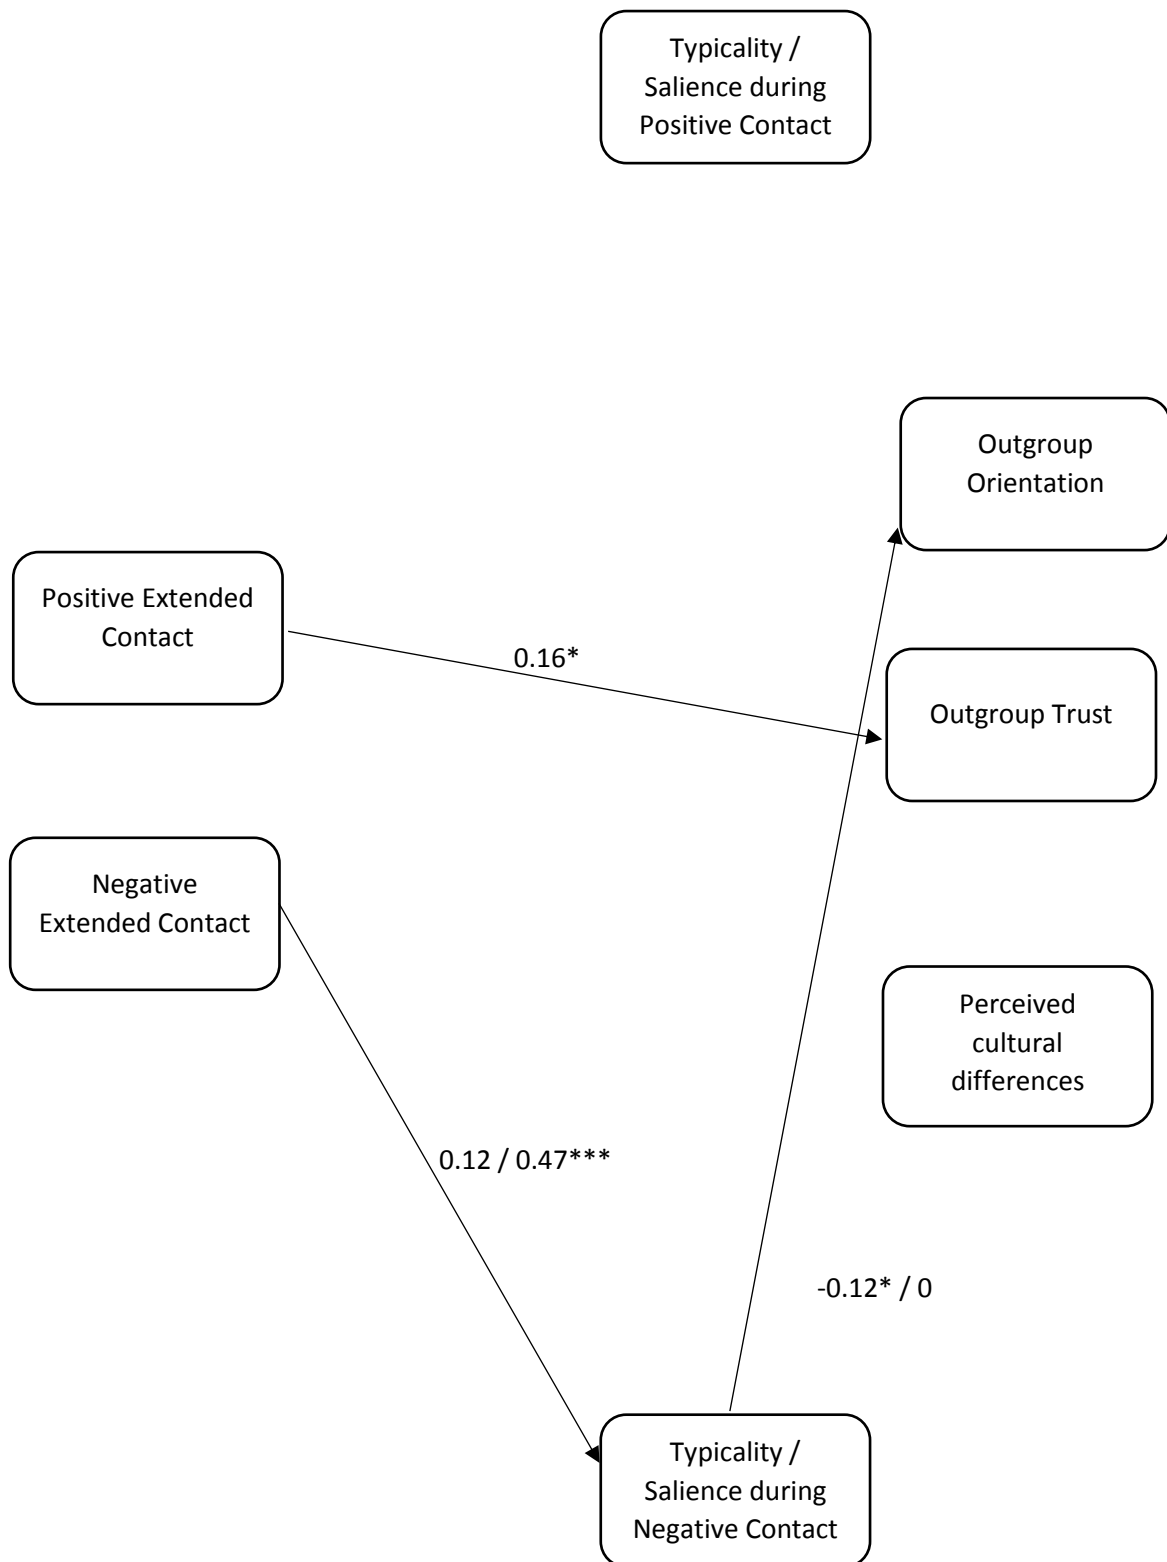 Typicality /
Salience during
Positive Contact
Outgroup
Orientation
Positive Extended
Contact
0.16*
Outgroup Trust
Negative
Extended Contact
Perceived
cultural
differences
0.12 / 0.47***
-0.12* / 0
Typicality /
Salience during
Negative Contact